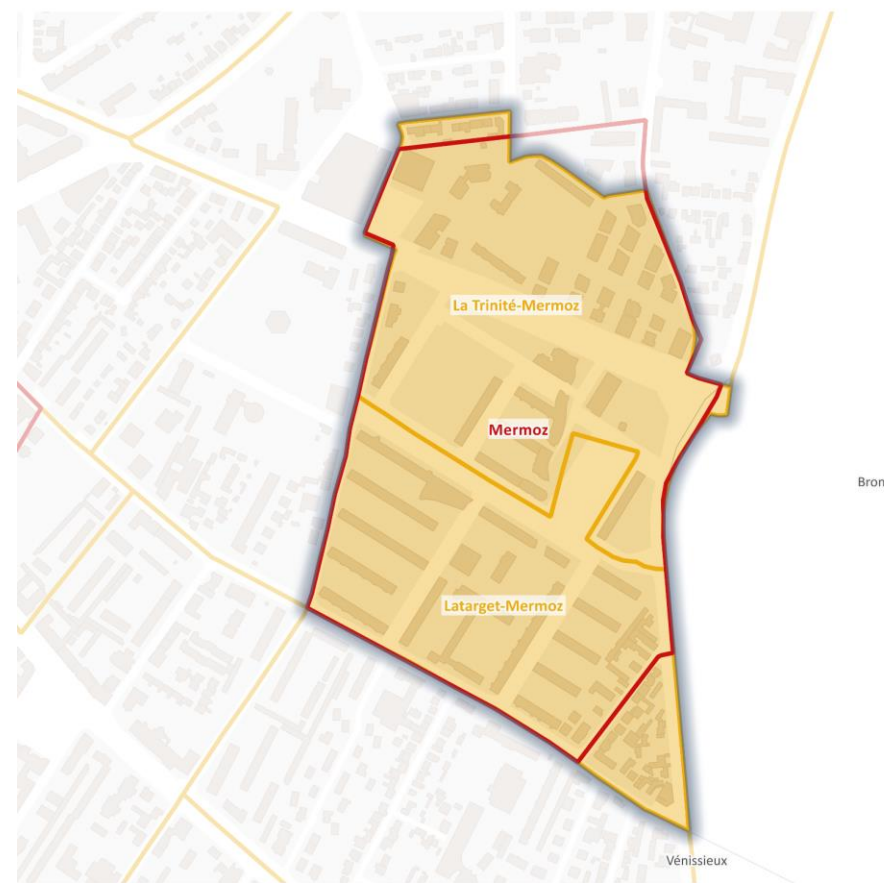 La Trinité-Mermoz
Mermoz
Bron
Latarget-Mermoz
Vénissieux